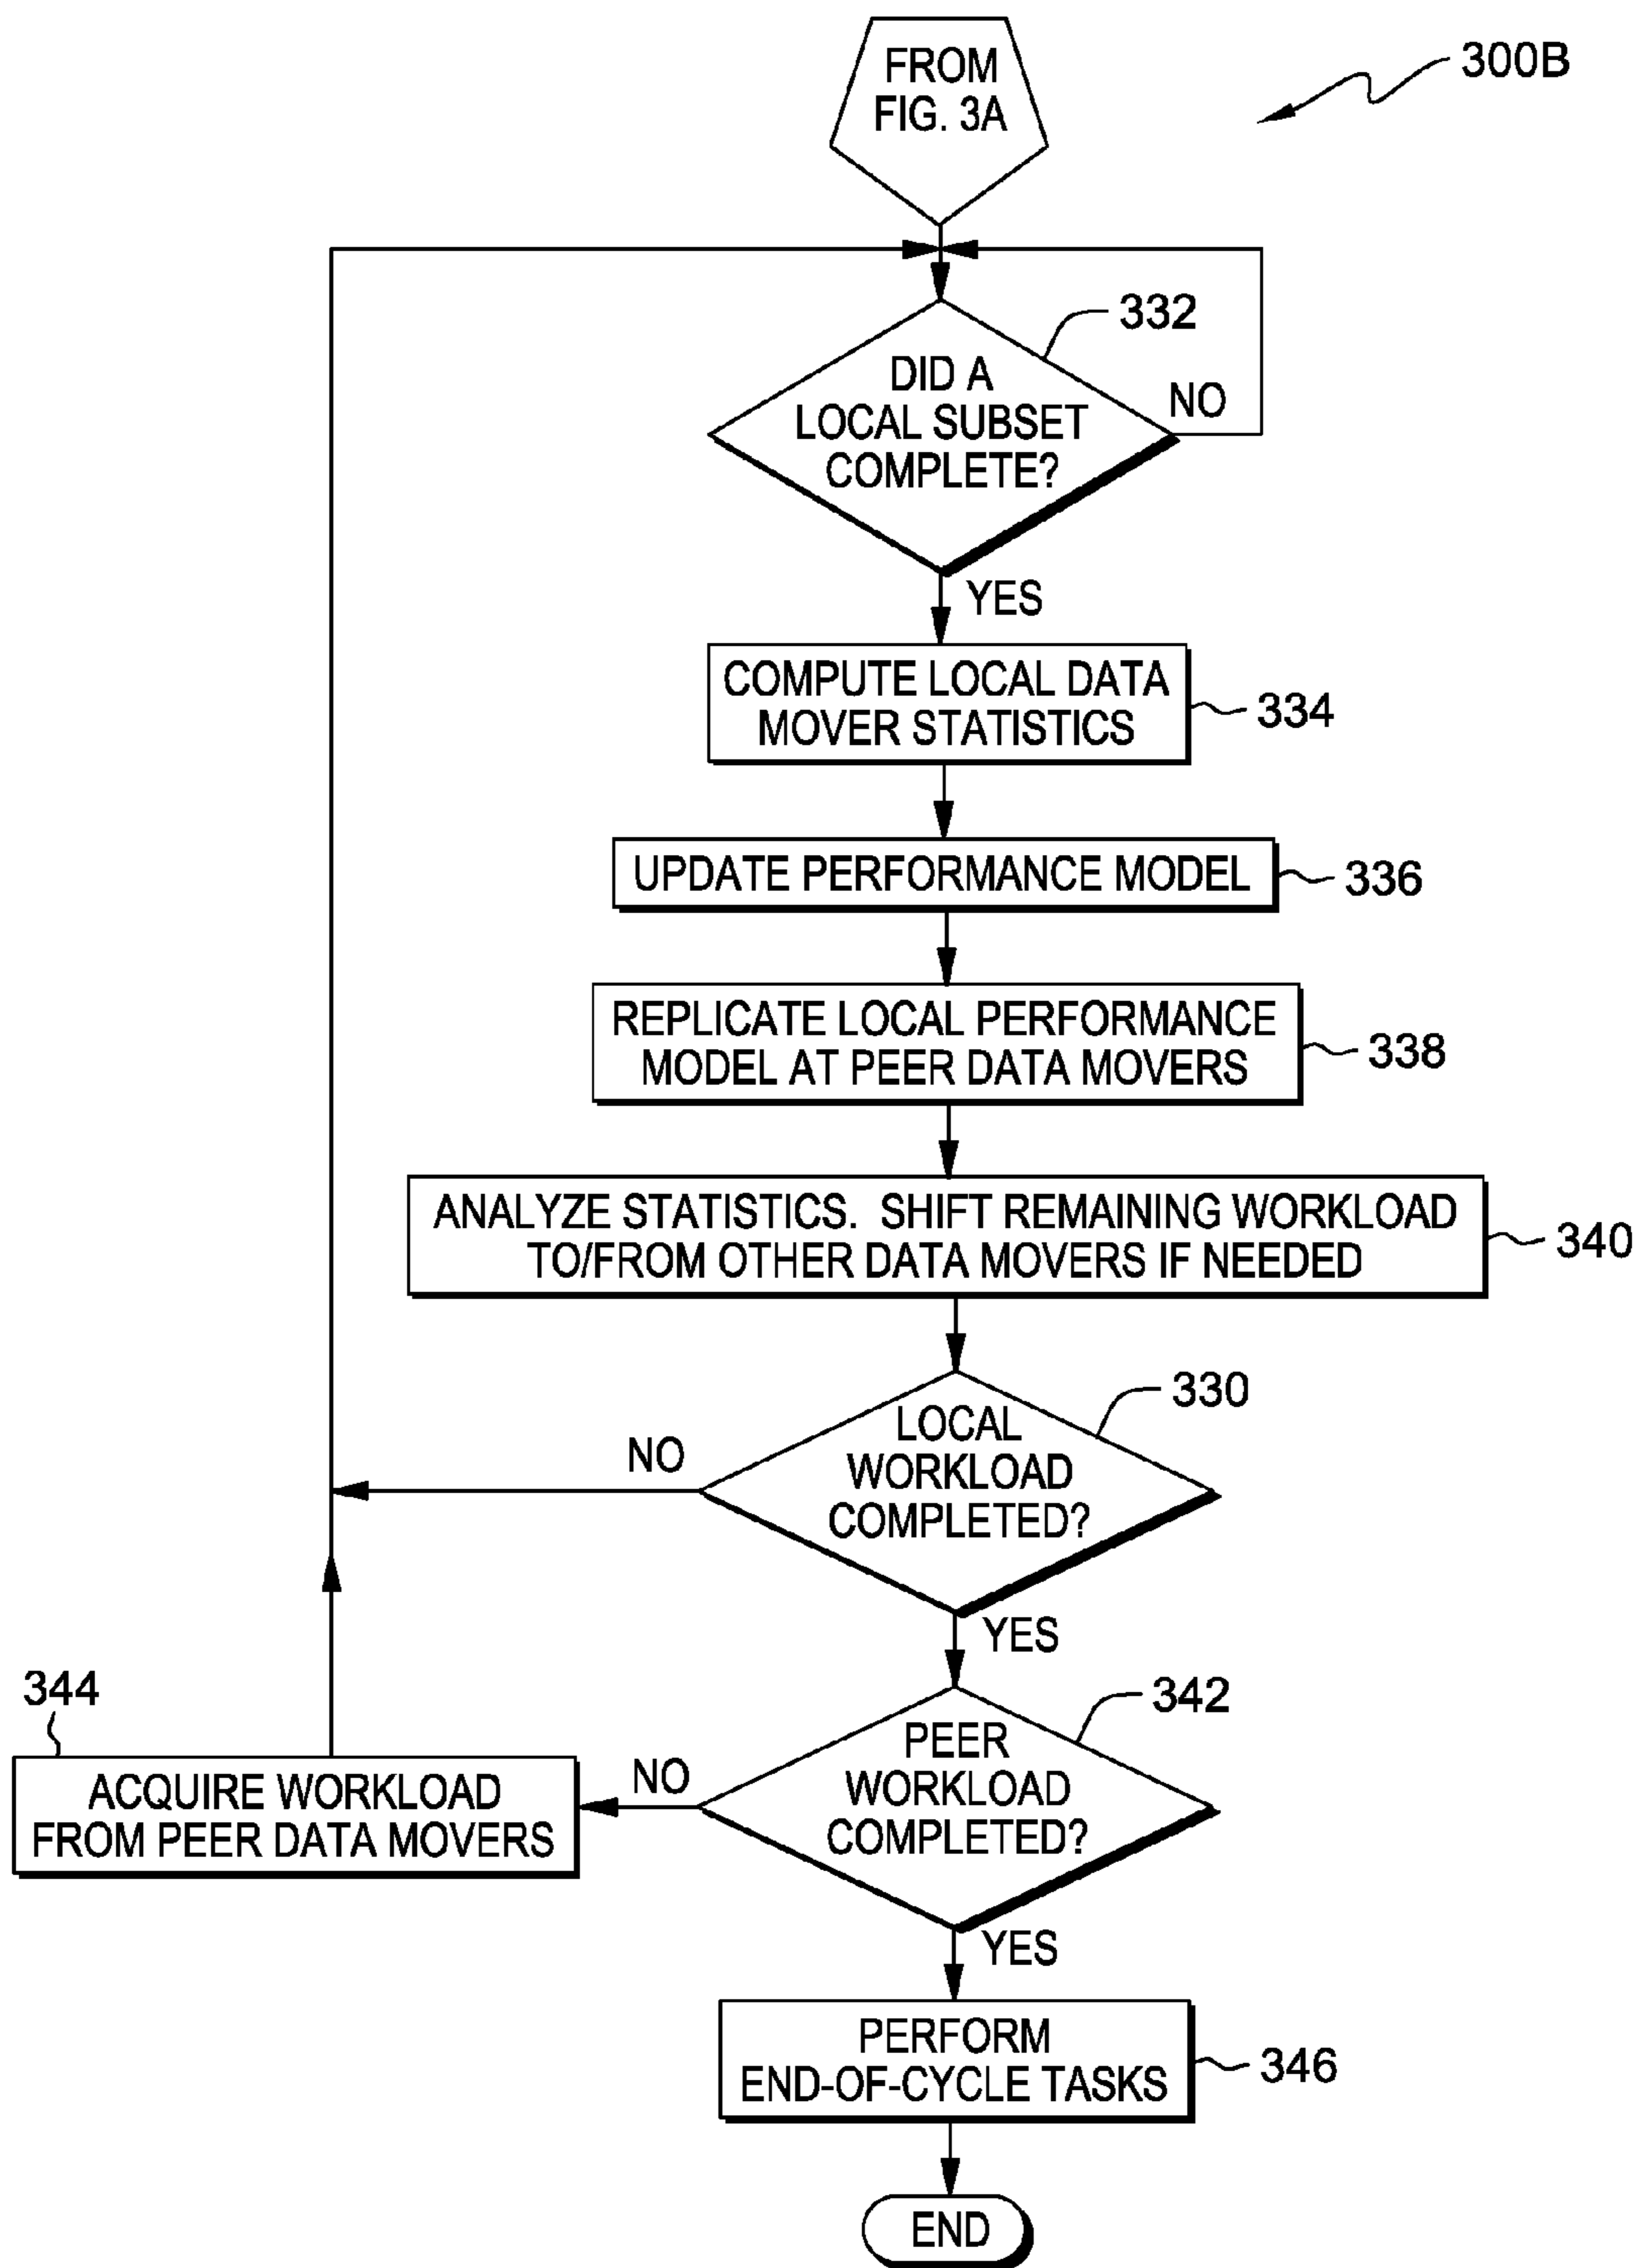 FROM
FIG. 3A
300B
332
DID A
LOCAL SUBSET
COMPLETE?
NO
YES
COMPUTE LOCAL DATA
MOVER STATISTICS
334
UPDATE PERFORMANCE MODEL
336
REPLICATE LOCAL PERFORMANCE
MODEL AT PEER DATA MOVERS
338
ANALYZE STATISTICS. SHIFT REMAINING WORKLOAD
TO/FROM OTHER DATA MOVERS IF NEEDED
340
330
LOCAL
WORKLOAD
COMPLETED?
NO
YES
342
PEER
WORKLOAD
COMPLETED?
NO
344
ACQUIRE WORKLOAD
FROM PEER DATA MOVERS
YES
PERFORM
END-OF-CYCLE TASKS
346
END